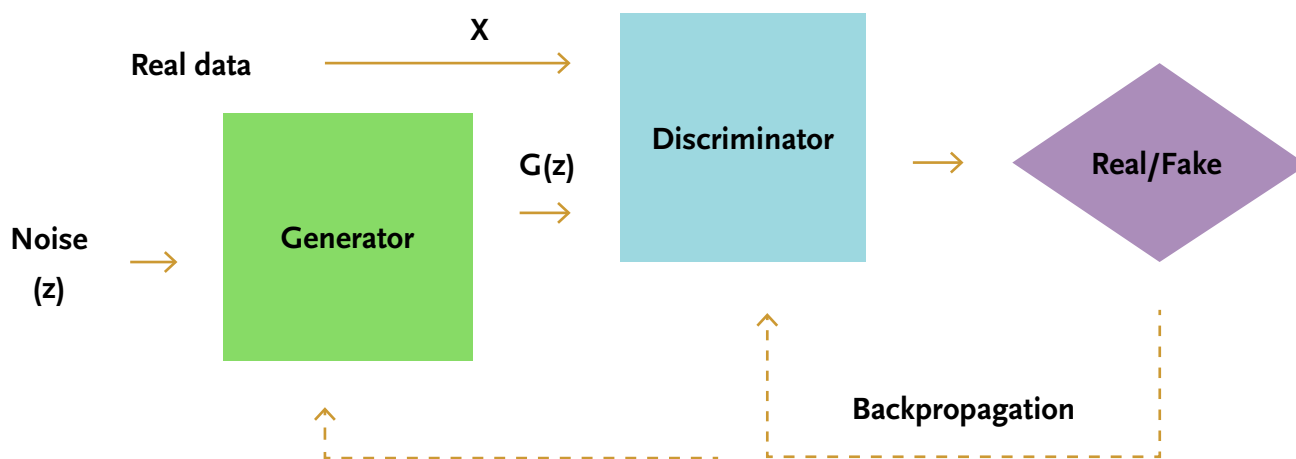 X
Real data
Discriminator
G(z)
Real/Fake
Noise
(z)
Generator
Backpropagation